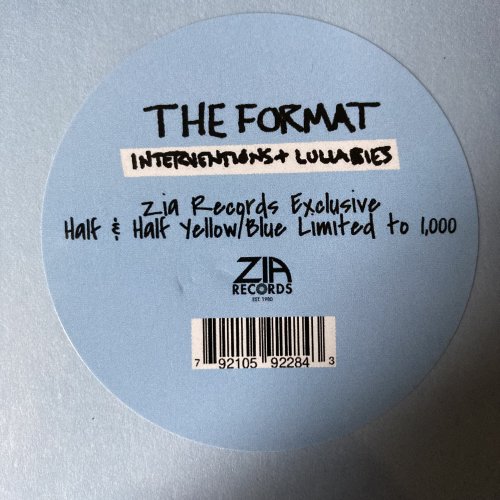 THE FORMAT
INTERVENTIONS + LULLABIES
Zia Records Exclusive
Half & Half Yellow/Blue Limited to 1,000
ZIA
RECORDS
EST. 1980
7 92105 92284 3